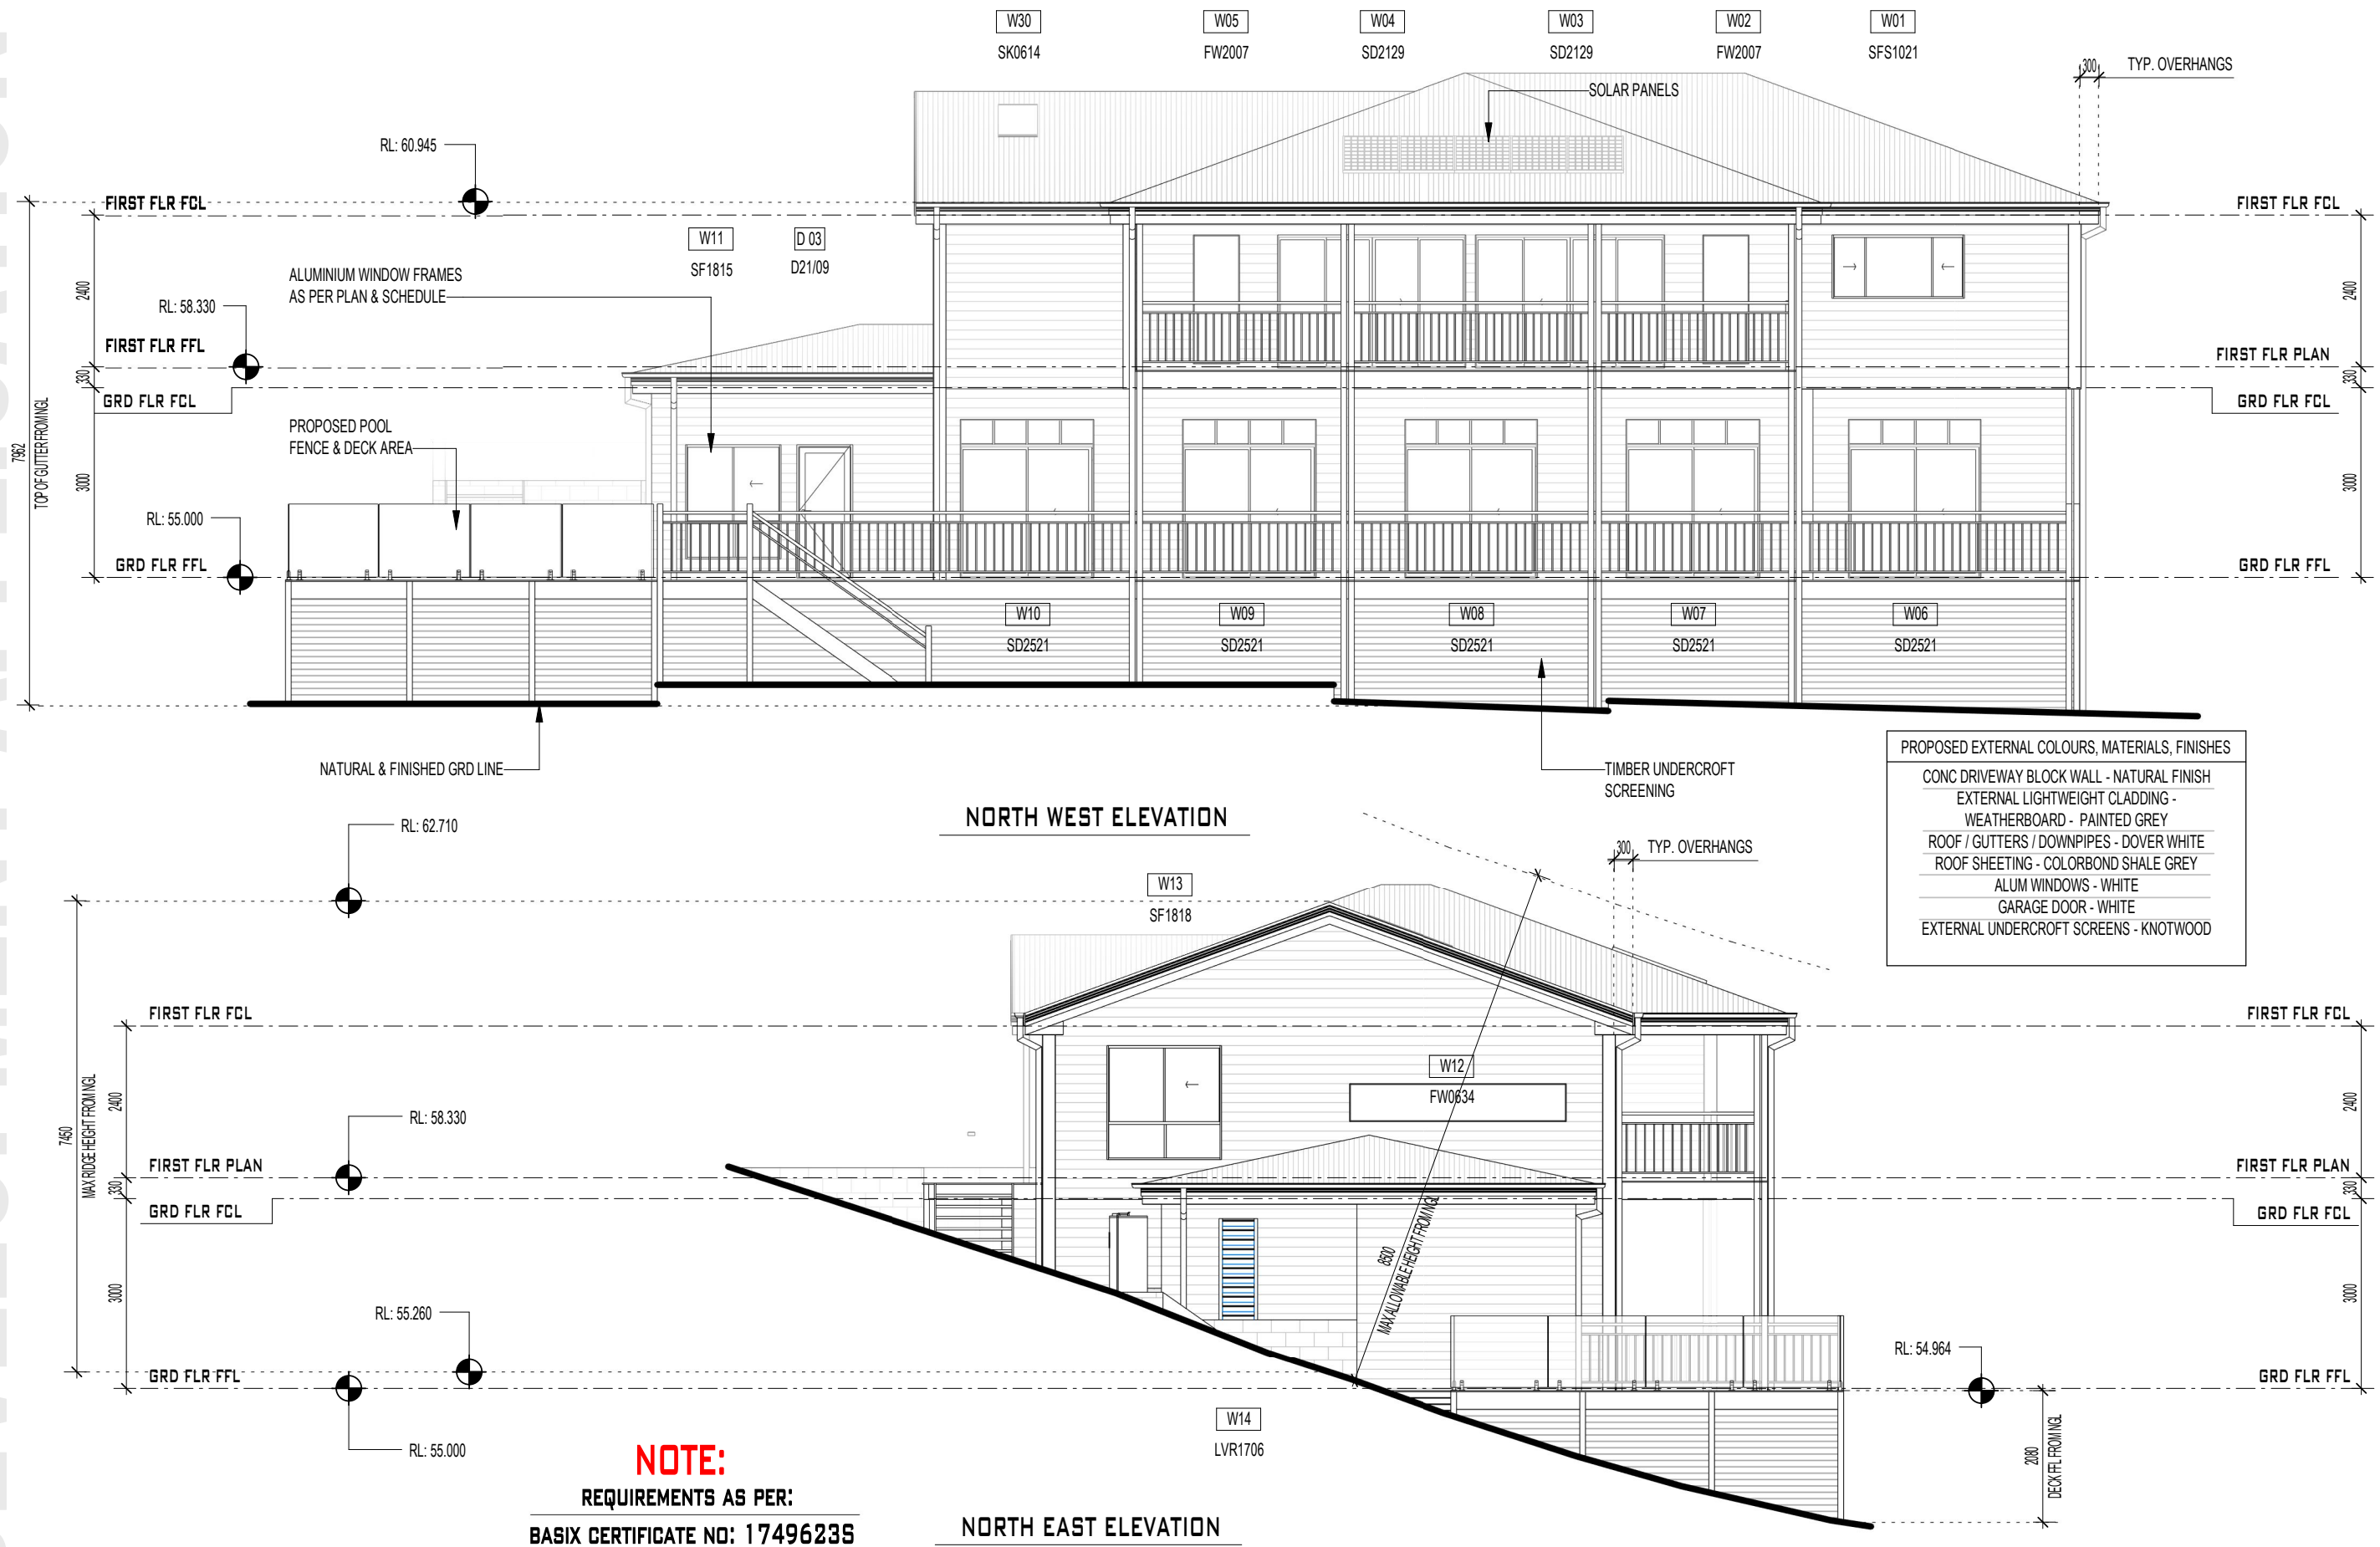 W30
W05
W04
W03
W02
W01
SK0614
FW2007
SD2129
SD2129
FW2007
SFS1021
300
TYP. OVERHANGS
SOLAR PANELS
RL: 60.945
FIRST FLR FCL
FIRST FLR FCL
W11
D 03
SF1815
D21/09
ALUMINIUM WINDOW FRAMES
AS PER PLAN & SCHEDULE
2400
2400
RL: 58.330
FIRST FLR FFL
FIRST FLR PLAN
330
330
GRD FLR FCL
GRD FLR FCL
PROPOSED POOL
FENCE & DECK AREA
7962
TOP OF GUTTER FROM NGL
3000
3000
RL: 55.000
GRD FLR FFL
GRD FLR FFL
W10
W09
W08
W07
W06
SD2521
SD2521
SD2521
SD2521
SD2521
NATURAL & FINISHED GRD LINE
TIMBER UNDERCROFT
SCREENING
NORTH WEST ELEVATION
PROPOSED EXTERNAL COLOURS, MATERIALS, FINISHES
CONC DRIVEWAY BLOCK WALL - NATURAL FINISH
EXTERNAL LIGHTWEIGHT CLADDING -
WEATHERBOARD - PAINTED GREY
ROOF / GUTTERS / DOWNPIPES - DOVER WHITE
ROOF SHEETING - COLORBOND SHALE GREY
ALUM WINDOWS - WHITE
GARAGE DOOR - WHITE
EXTERNAL UNDERCROFT SCREENS - KNOTWOOD
RL: 62.710
300
TYP. OVERHANGS
W13
SF1818
FIRST FLR FCL
FIRST FLR FCL
W12
FW0634
7450
MAX RIDGE HEIGHT FROM NGL
2400
2400
RL: 58.330
FIRST FLR PLAN
FIRST FLR PLAN
330
330
GRD FLR FCL
GRD FLR FCL
8500
MAX ALLOWABLE HEIGHT FROM NGL
3000
3000
RL: 55.260
RL: 54.964
GRD FLR FFL
GRD FLR FFL
W14
LVR1706
RL: 55.000
2080
DECK FFL FROM NGL
NOTE:
REQUIREMENTS AS PER:
BASIX CERTIFICATE NO: 1749623S
NORTH EAST ELEVATION